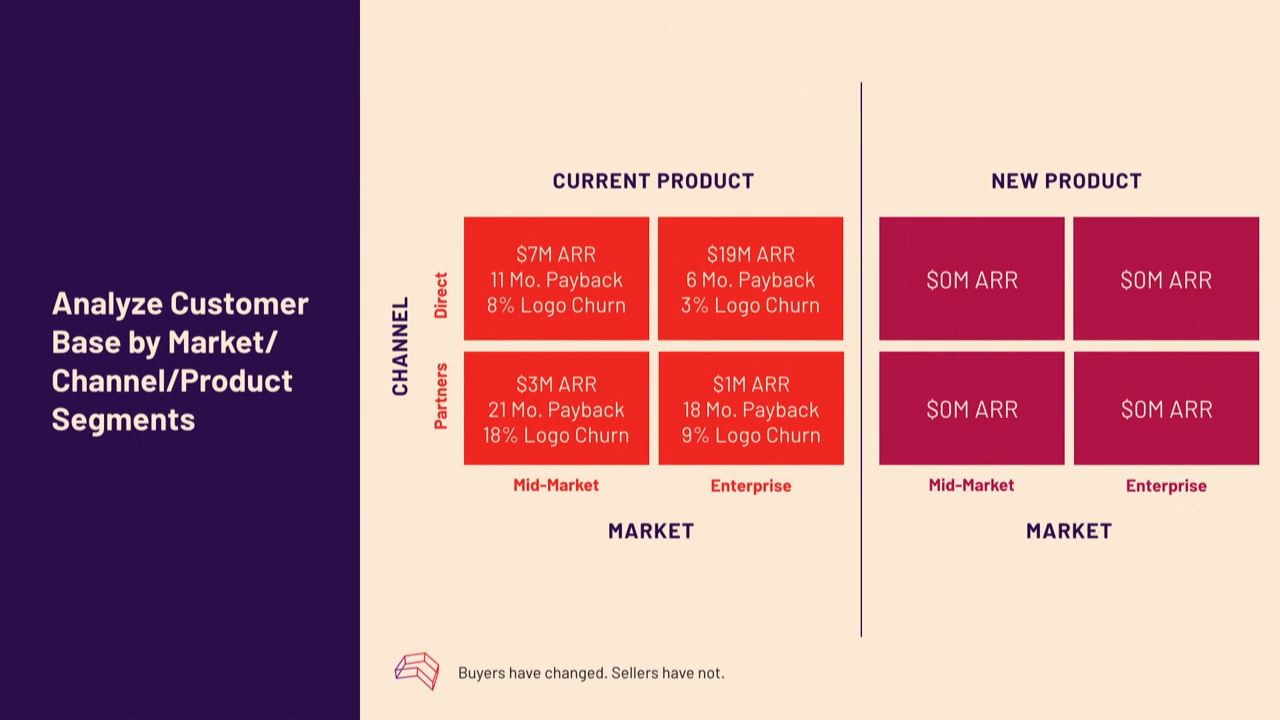 Analyze Customer
Base by Market/
Channel/Product
Segments
CURRENT PRODUCT
NEW PRODUCT
CHANNEL
Direct
$7M ARR
11 Mo. Payback
8% Logo Churn
$19M ARR
6 Mo. Payback
3% Logo Churn
$0M ARR
$0M ARR
Partners
$3M ARR
21 Mo. Payback
18% Logo Churn
$1M ARR
18 Mo. Payback
9% Logo Churn
$0M ARR
$0M ARR
Mid-Market
Enterprise
Mid-Market
Enterprise
MARKET
MARKET
Buyers have changed. Sellers have not.